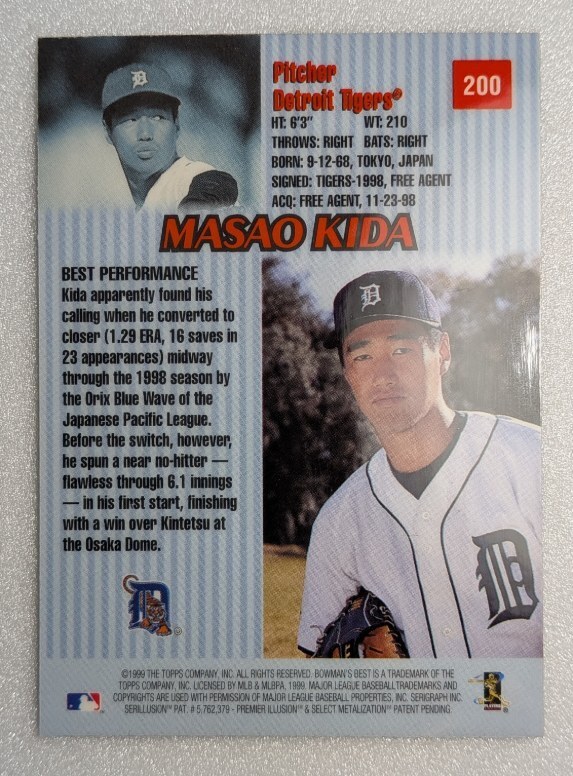 Pitcher
Detroit Tigers®
200
HT: 6'3" WT: 210
THROWS: RIGHT BATS: RIGHT
BORN: 9-12-68, TOKYO, JAPAN
SIGNED: TIGERS-1998, FREE AGENT
ACQ: FREE AGENT, 11-23-98
MASAO KIDA
BEST PERFORMANCE
Kida apparently found his
calling when he converted to
closer (1.29 ERA, 16 saves in
23 appearances) midway
through the 1998 season by
the Orix Blue Wave of the
Japanese Pacific League.
Before the switch, however,
he spun a near no-hitter —
flawless through 6.1 innings
— in his first start, finishing
with a win over Kintetsu at
the Osaka Dome.
©1999 THE TOPPS COMPANY, INC. ALL RIGHTS RESERVED. BOWMAN'S BEST IS A TRADEMARK OF THE
TOPPS COMPANY, INC. LICENSED BY MLB & MLBPA, 1999. MAJOR LEAGUE BASEBALL TRADEMARKS AND
COPYRIGHTS ARE USED WITH PERMISSION OF MAJOR LEAGUE BASEBALL PROPERTIES, INC. SERIGRAPH INC.
SERILLUSION™ PAT. # 5,762,379 - PREMIER ILLUSION™ & SELECT METALIZATION™ PATENT PENDING.